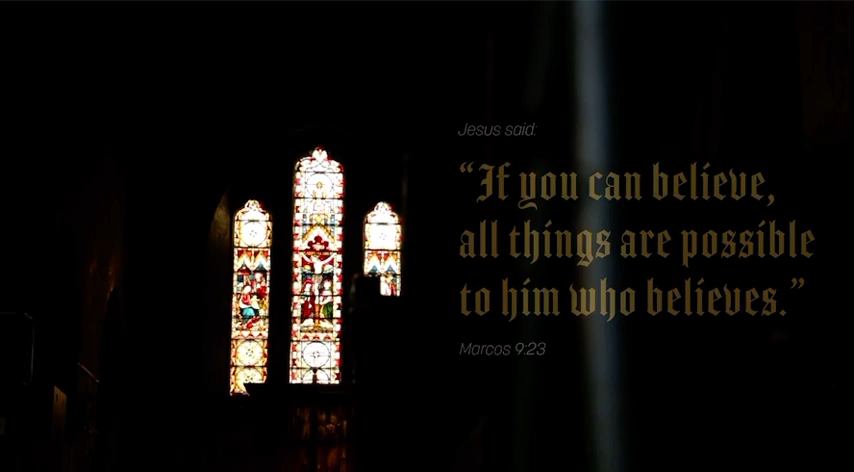 Jesus said:
“If you can believe,
all things are possible
to him who believes.”
Marcos 9:23